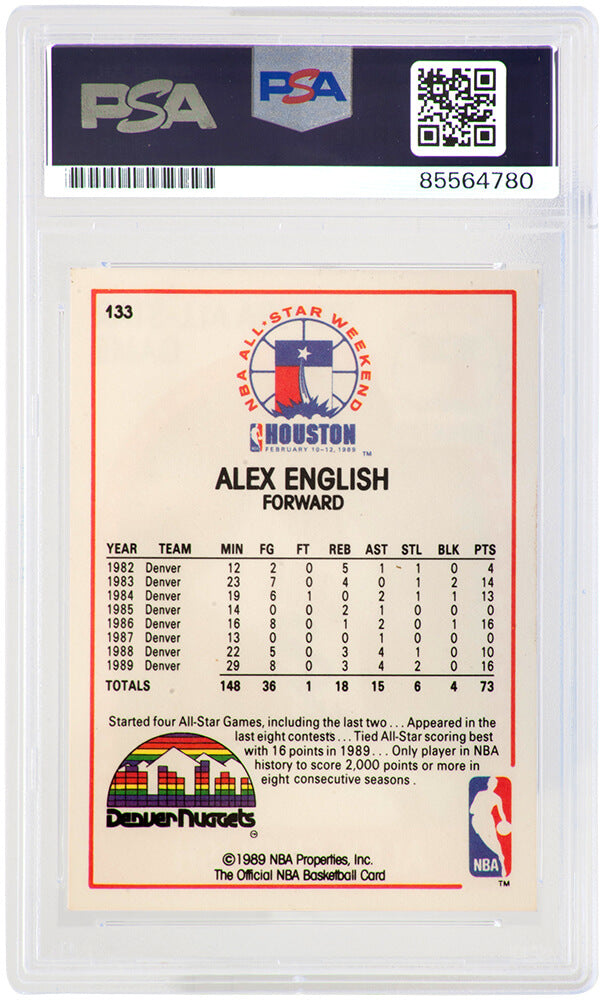 PSA PSA
85564780
133
NBA ALL★STAR WEEKEND
HOUSTON
FEBRUARY 10-12, 1989 TM
ALEX ENGLISH
FORWARD
YEAR TEAM MIN FG FT REB AST STL BLK PTS
1982 Denver 12 2 0 5 1 1 0 4
1983 Denver 23 7 0 4 0 1 2 14
1984 Denver 19 6 1 0 2 1 1 13
1985 Denver 14 0 0 2 1 0 0 0
1986 Denver 16 8 0 1 2 0 1 16
1987 Denver 13 0 0 0 1 0 0 0
1988 Denver 22 5 0 3 4 1 0 10
1989 Denver 29 8 0 3 4 2 0 16
TOTALS 148 36 1 18 15 6 4 73
Started four All-Star Games, including the last two . . . Appeared in the
last eight contests . . . Tied All-Star scoring best
with 16 points in 1989 . . . Only player in NBA
history to score 2,000 points or more in
eight consecutive seasons .
Denver Nuggets
NBA
TM
©1989 NBA Properties, Inc.
The Official NBA Basketball Card